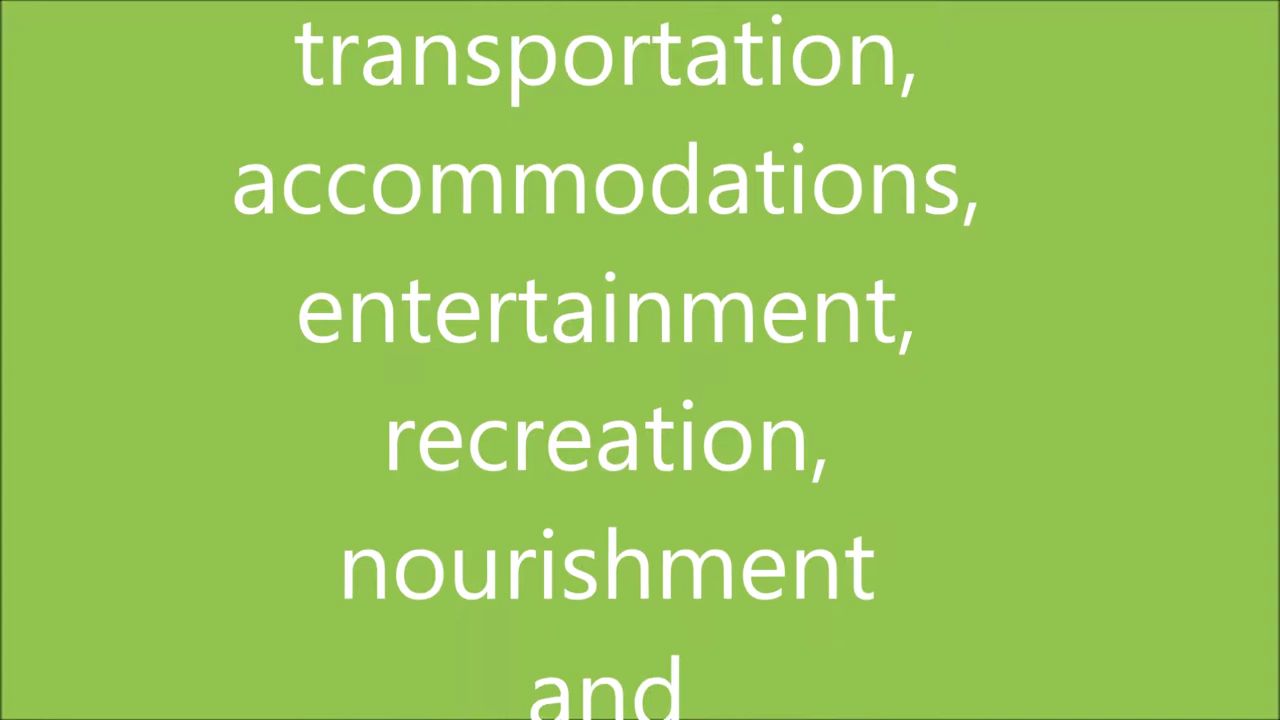 transportation,
accommodations,
entertainment,
recreation,
nourishment
and